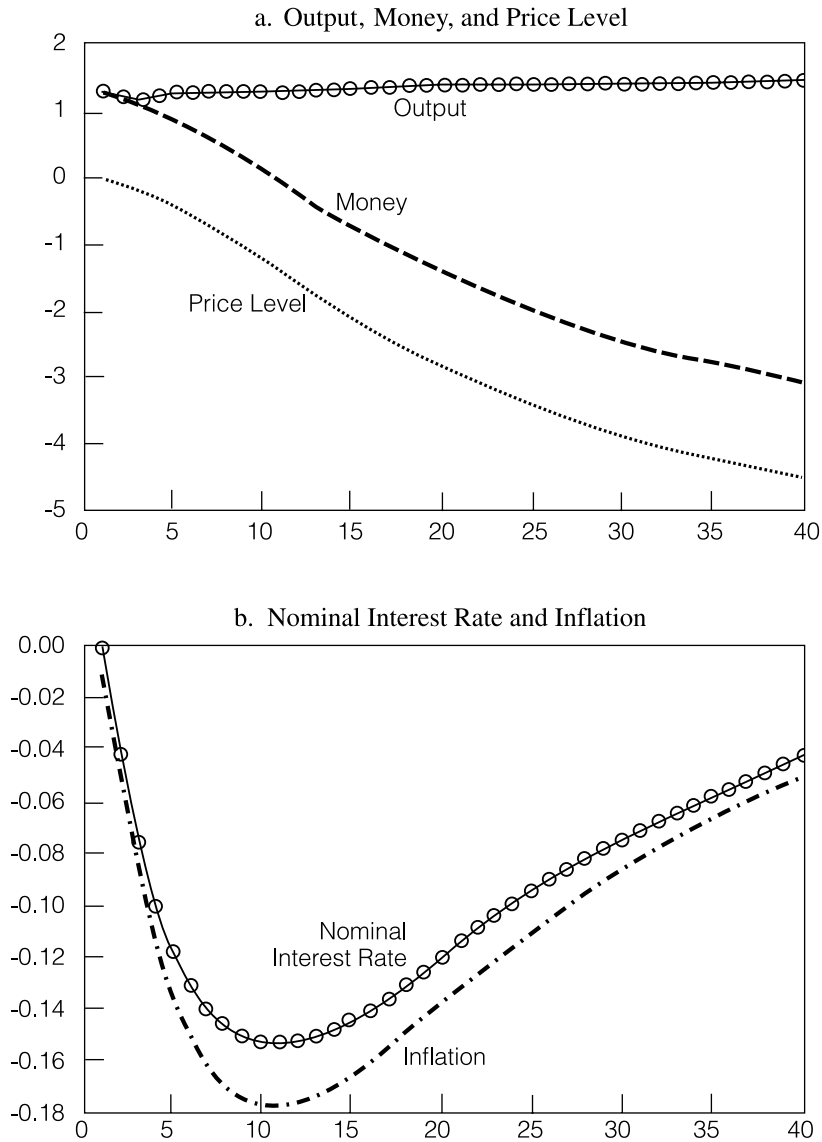 a. Output, Money, and Price Level
2
1
0
-1
-2
-3
-4
-5
Output
Money
Price Level
0 5 10 15 20 25 30 35 40
b. Nominal Interest Rate and Inflation
0.00
-0.02
-0.04
-0.06
-0.08
-0.10
-0.12
-0.14
-0.16
-0.18
Nominal
Interest Rate
Inflation
0 5 10 15 20 25 30 35 40